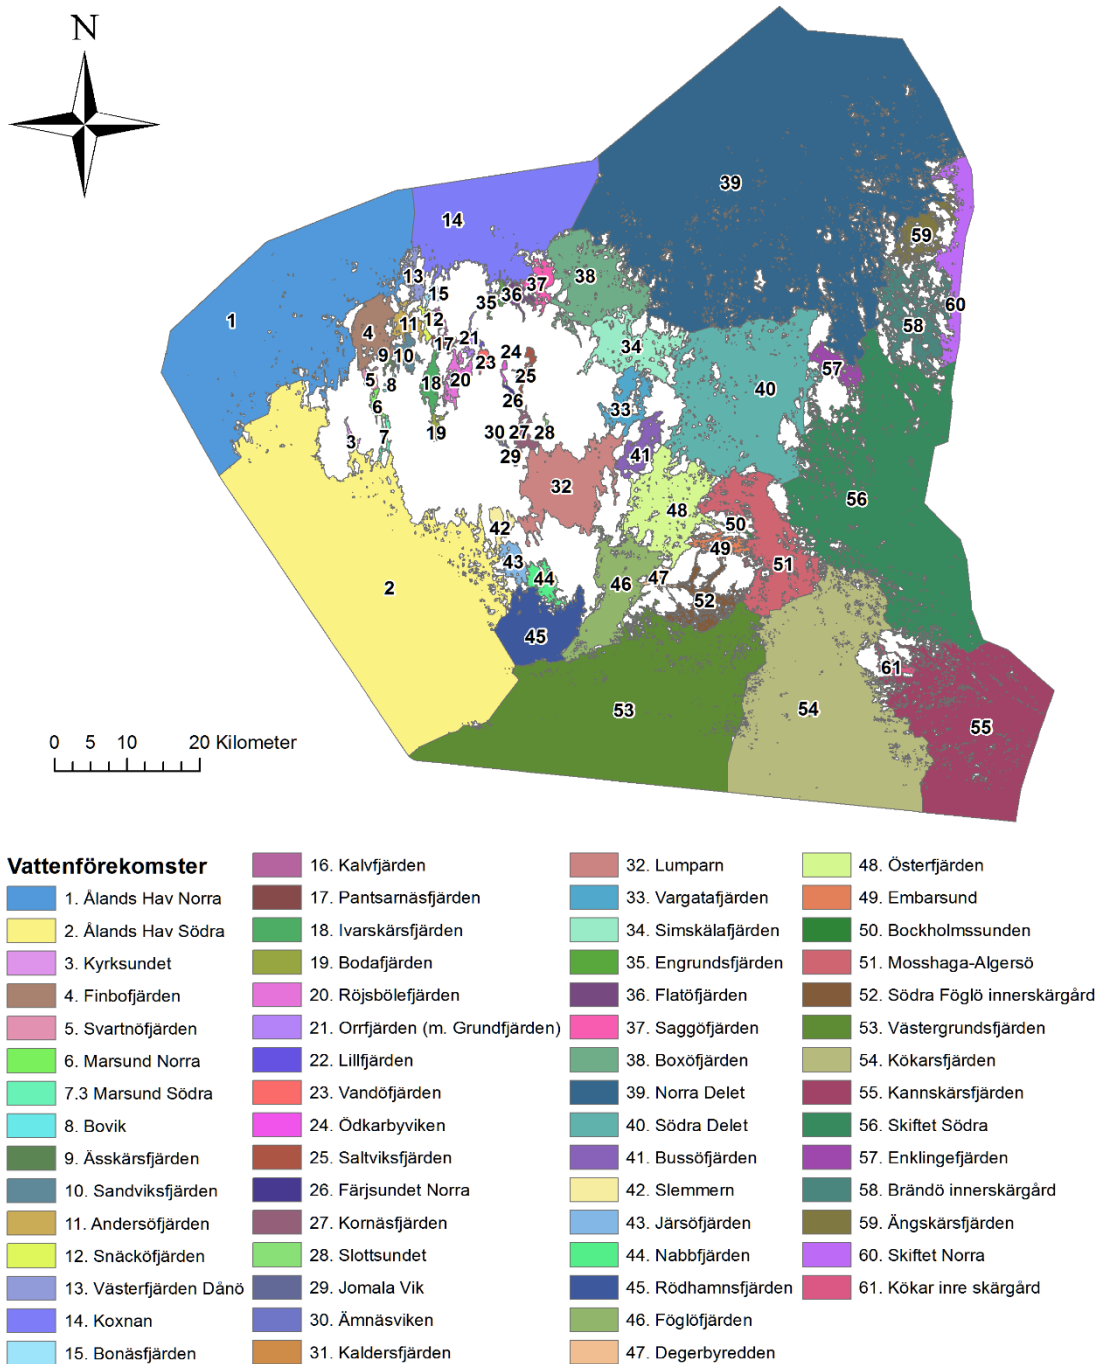 N
39
14
59
13
38
37
60
15
36
35
1
58
12
11
4
17
21
34
9
10
24
23
57
25
5
18
20
40
8
26
6
33
19
30
27
28
7
3
41
29
32
56
42
50
48
49
43
51
44
47
46
2
52
45
61
53
54
55
0 5 10 20 Kilometer
Vattenförekomster
1. Ålands Hav Norra
2. Ålands Hav Södra
3. Kyrksundet
4. Finbofjärden
5. Svartnöfjärden
6. Marsund Norra
7.3 Marsund Södra
8. Bovik
9. Ässkärsfjärden
10. Sandviksfjärden
11. Andersöfjärden
12. Snäcköfjärden
13. Västerfjärden Dånö
14. Koxnan
15. Bonäsfjärden
16. Kalvfjärden
17. Pantsarnäsfjärden
18. Ivarskärsfjärden
19. Bodafjärden
20. Röjsbölefjärden
21. Orrfjärden (m. Grundfjärden)
22. Lillfjärden
23. Vandöfjärden
24. Ödkarbyviken
25. Saltviksfjärden
26. Färjsundet Norra
27. Kornäsfjärden
28. Slottsundet
29. Jomala Vik
30. Ämnäsviken
31. Kaldersfjärden
32. Lumparn
33. Vargatafjärden
34. Simskälafjärden
35. Engrundsfjärden
36. Flatöfjärden
37. Saggöfjärden
38. Boxöfjärden
39. Norra Delet
40. Södra Delet
41. Bussöfjärden
42. Slemmern
43. Järsöfjärden
44. Nabbfjärden
45. Rödhamnsfjärden
46. Föglöfjärden
47. Degerbyredden
48. Österfjärden
49. Embarsund
50. Bockholmssunden
51. Mosshaga-Algersö
52. Södra Föglö innerskärgård
53. Västergrundsfjärden
54. Kökarsfjärden
55. Kannskärsfjärden
56. Skiftet Södra
57. Enklingefjärden
58. Brändö innerskärgård
59. Ängskärsfjärden
60. Skiftet Norra
61. Kökar inre skärgård